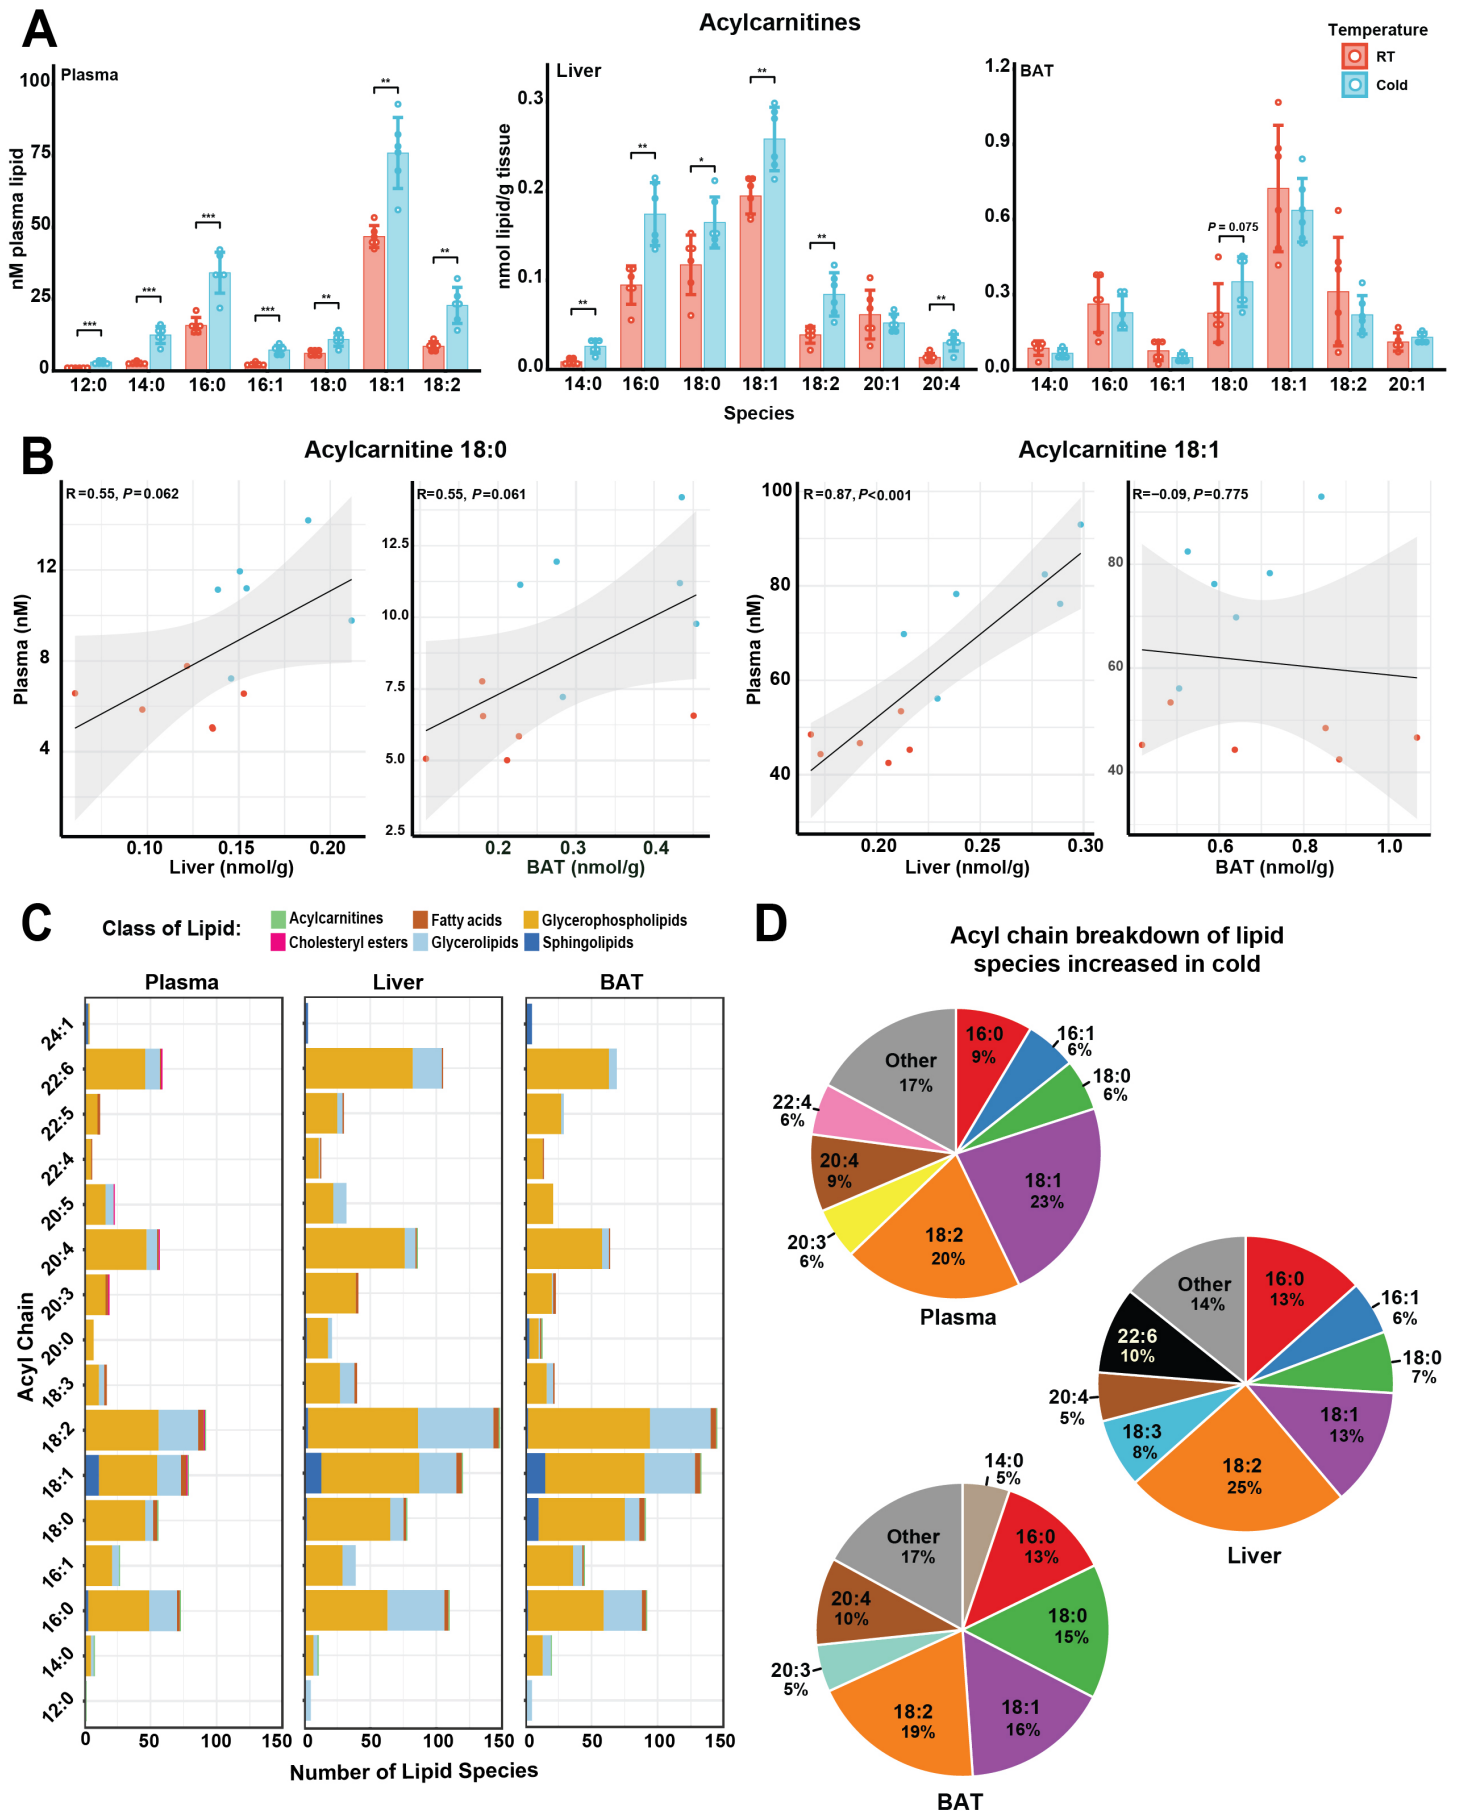 A
Acylcarnitines
Temperature
RT
Cold
Plasma
Liver
BAT
nM plasma lipid
100
75
50
25
0
*** *** *** *** ** ** **
12:0 14:0 16:0 16:1 18:0 18:1 18:2
nmol lipid/g tissue
0.3
0.2
0.1
0.0
** ** * ** ** **
14:0 16:0 18:0 18:1 18:2 20:1 20:4
1.2
0.9
0.6
0.3
0.0
P = 0.075
14:0 16:0 16:1 18:0 18:1 18:2 20:1
Species
B
Acylcarnitine 18:0
Acylcarnitine 18:1
R=0.55, P=0.062
Plasma (nM)
12
8
4
0.10 0.15 0.20
Liver (nmol/g)
R=0.55, P=0.061
12.5
10.0
7.5
5.0
2.5
0.2 0.3 0.4
BAT (nmol/g)
R=0.87, P<0.001
Plasma (nM)
100
80
60
40
0.20 0.25 0.30
Liver (nmol/g)
R=−0.09, P=0.775
80
60
40
0.6 0.8 1.0
BAT (nmol/g)
C
Class of Lipid:
Acylcarnitines
Fatty acids
Glycerophospholipids
Cholesteryl esters
Glycerolipids
Sphingolipids
Plasma
Liver
BAT
Acyl Chain
24:1
22:6
22:5
22:4
20:5
20:4
20:3
20:0
18:3
18:2
18:1
18:0
16:1
16:0
14:0
12:0
0 50 100 150
0 50 100 150
0 50 100 150
Number of Lipid Species
D
Acyl chain breakdown of lipid
species increased in cold
16:0
9%
16:1
6%
18:0
6%
18:1
23%
18:2
20%
20:3
6%
20:4
9%
22:4
6%
Other
17%
Plasma
16:0
13%
16:1
6%
18:0
7%
18:1
13%
18:2
25%
18:3
8%
20:4
5%
22:6
10%
Other
14%
Liver
14:0
5%
16:0
13%
18:0
15%
18:1
16%
18:2
19%
20:3
5%
20:4
10%
Other
17%
BAT